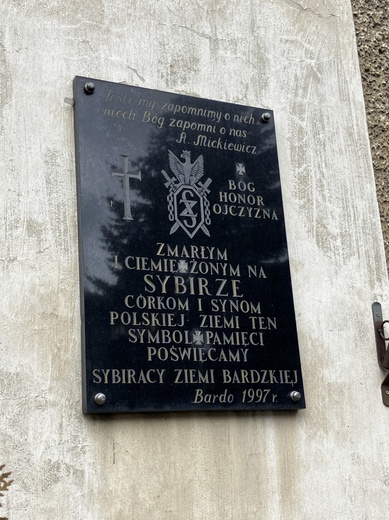 Jeśli my zapomnimy o nich
niech Bóg zapomni o nas
A. Mickiewicz
BÓG
HONOR
OJCZYZNA
ZMARŁYM
I CIEMIĘŻONYM NA
SYBIRZE
CÓRKOM I SYNOM
POLSKIEJ ZIEMI TEN
SYMBOL PAMIĘCI
POŚWIĘCAMY
SYBIRACY ZIEMI BARDZKIEJ
Bardo 1997 r.